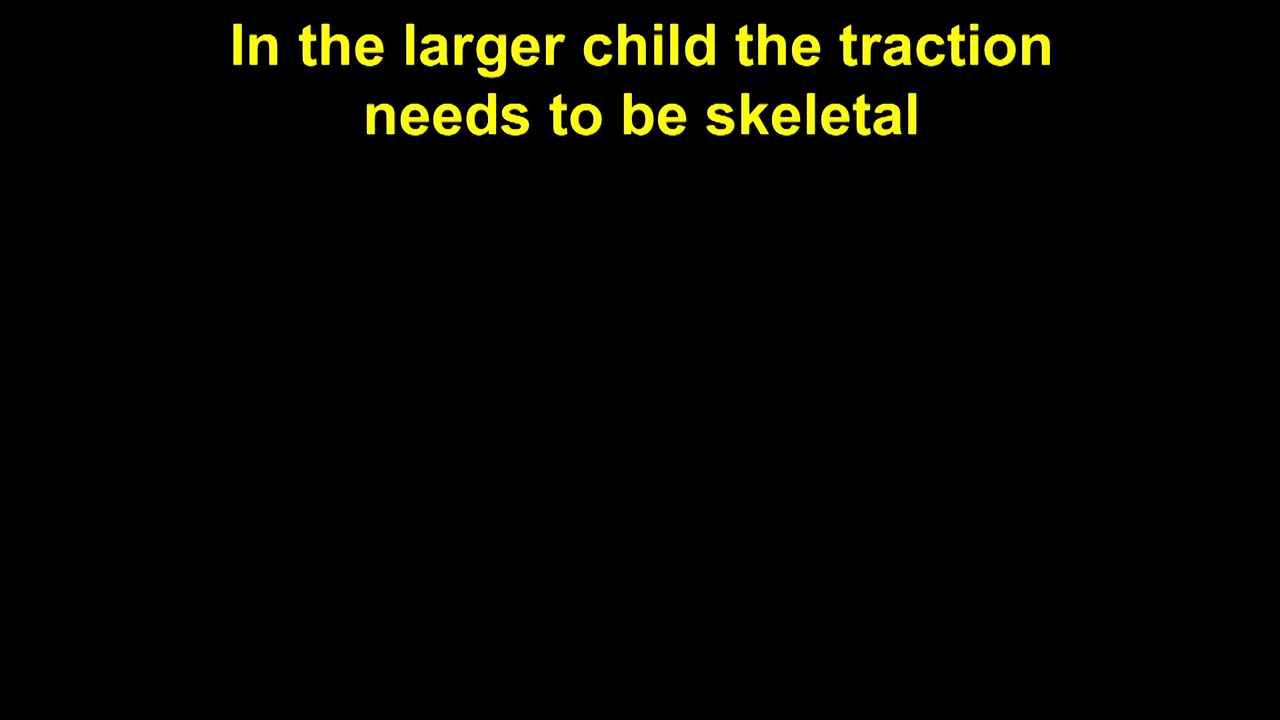 In the larger child the traction
needs to be skeletal